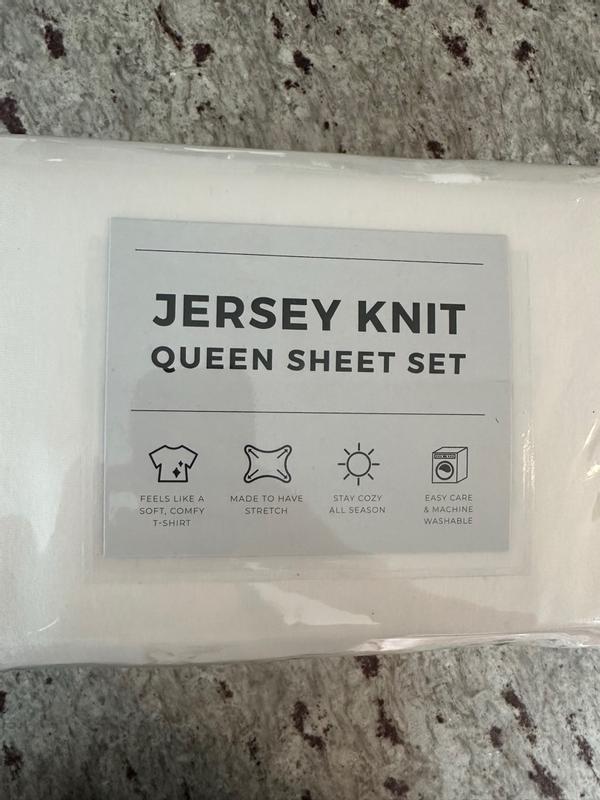 JERSEY KNIT
QUEEN SHEET SET
FEELS LIKE A
SOFT, COMFY
T-SHIRT
MADE TO HAVE
STRETCH
STAY COZY
ALL SEASON
EASY CARE
& MACHINE
WASHABLE